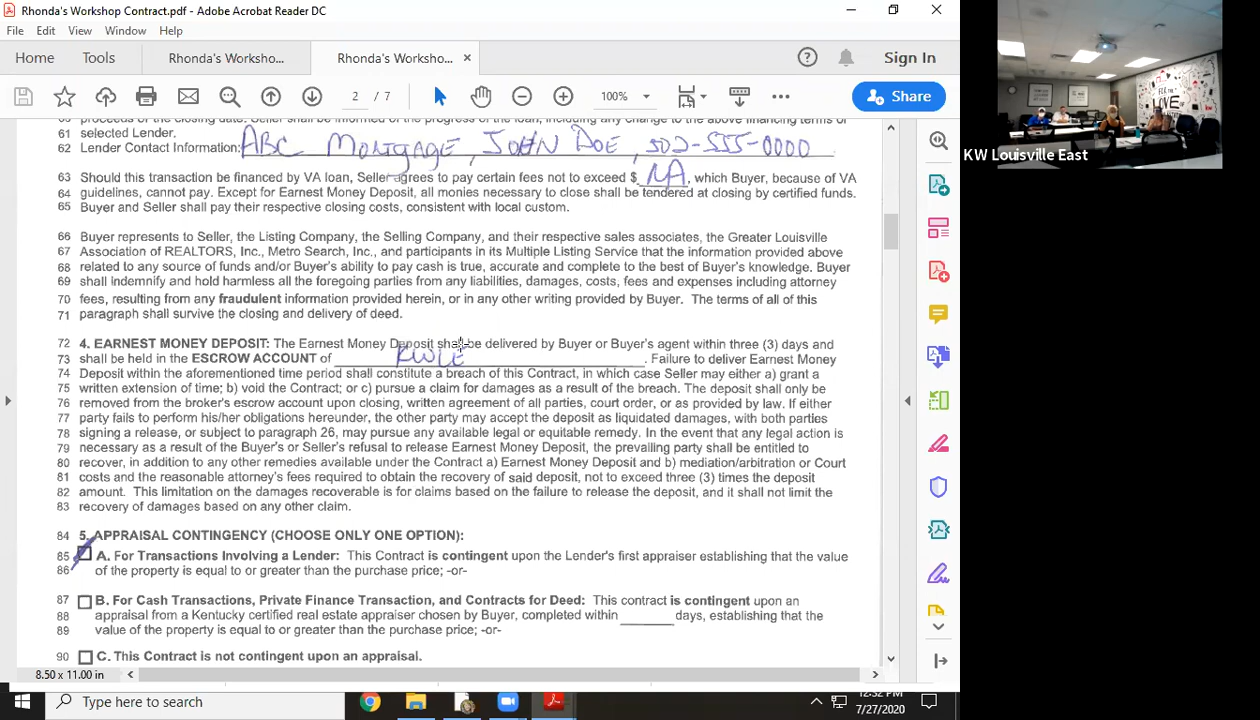 Rhonda's Workshop Contract.pdf - Adobe Acrobat Reader DC
File Edit View Window Help
Home Tools Rhonda's Worksho... Rhonda's Worksho... × Sign In
2 / 7 100% Share
60 proceeds of the closing date. Seller shall be informed of the progress of the loan, including any change to the above financing terms or
61 selected Lender.
62 Lender Contact Information: ABC Mortgage, John Doe, 502-555-0000
63 Should this transaction be financed by VA loan, Seller agrees to pay certain fees not to exceed $ NA, which Buyer, because of VA
64 guidelines, cannot pay. Except for Earnest Money Deposit, all monies necessary to close shall be tendered at closing by certified funds.
65 Buyer and Seller shall pay their respective closing costs, consistent with local custom.
66 Buyer represents to Seller, the Listing Company, the Selling Company, and their respective sales associates, the Greater Louisville
67 Association of REALTORS, Inc., Metro Search, Inc., and participants in its Multiple Listing Service that the information provided above
68 related to any source of funds and/or Buyer's ability to pay cash is true, accurate and complete to the best of Buyer's knowledge. Buyer
69 shall indemnify and hold harmless all the foregoing parties from any liabilities, damages, costs, fees and expenses including attorney
70 fees, resulting from any fraudulent information provided herein, or in any other writing provided by Buyer. The terms of all of this
71 paragraph shall survive the closing and delivery of deed.
72 4. EARNEST MONEY DEPOSIT: The Earnest Money Deposit shall be delivered by Buyer or Buyer's agent within three (3) days and
73 shall be held in the ESCROW ACCOUNT of KWLE. Failure to deliver Earnest Money
74 Deposit within the aforementioned time period shall constitute a breach of this Contract, in which case Seller may either a) grant a
75 written extension of time; b) void the Contract; or c) pursue a claim for damages as a result of the breach. The deposit shall only be
76 removed from the broker's escrow account upon closing, written agreement of all parties, court order, or as provided by law. If either
77 party fails to perform his/her obligations hereunder, the other party may accept the deposit as liquidated damages, with both parties
78 signing a release, or subject to paragraph 26, may pursue any available legal or equitable remedy. In the event that any legal action is
79 necessary as a result of the Buyer's or Seller's refusal to release Earnest Money Deposit, the prevailing party shall be entitled to
80 recover, in addition to any other remedies available under the Contract a) Earnest Money Deposit and b) mediation/arbitration or Court
81 costs and the reasonable attorney's fees required to obtain the recovery of said deposit, not to exceed three (3) times the deposit
82 amount. This limitation on the damages recoverable is for claims based on the failure to release the deposit, and it shall not limit the
83 recovery of damages based on any other claim.
84 5. APPRAISAL CONTINGENCY (CHOOSE ONLY ONE OPTION):
85 A. For Transactions Involving a Lender: This Contract is contingent upon the Lender's first appraiser establishing that the value
86 of the property is equal to or greater than the purchase price; -or-
87 B. For Cash Transactions, Private Finance Transaction, and Contracts for Deed: This contract is contingent upon an
88 appraisal from a Kentucky certified real estate appraiser chosen by Buyer, completed within ______ days, establishing that the
89 value of the property is equal to or greater than the purchase price; -or-
90 C. This Contract is not contingent upon an appraisal.
8.50 x 11.00 in
Type here to search
12:32 PM
7/27/2020
LOVE
KW Louisville East